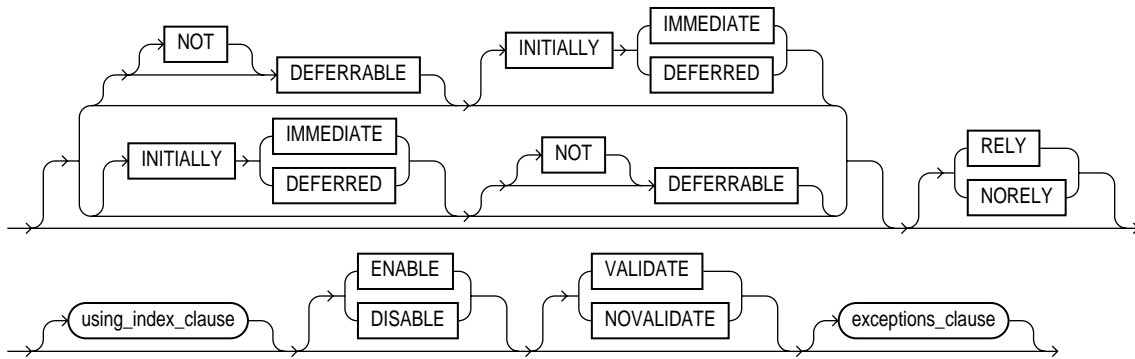 NOT DEFERRABLE INITIALLY IMMEDIATE
DEFERRED
INITIALLY IMMEDIATE
DEFERRED NOT DEFERRABLE
RELY
NORELY
using_index_clause ENABLE
DISABLE
VALIDATE
NOVALIDATE
exceptions_clause